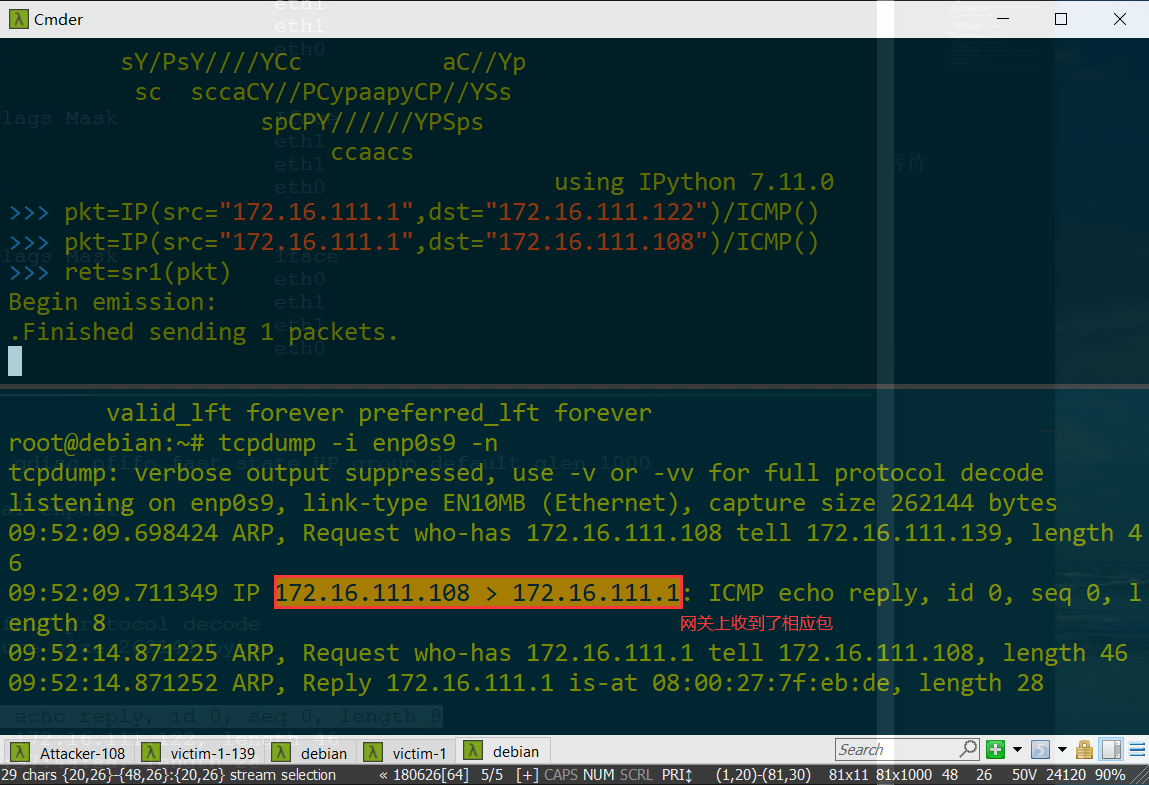 Cmder
sY/PsY////YCc aC//Yp
sc sccaCY//PCypaapyCP//YSs
spCPY//////YPSps
ccaacs
using IPython 7.11.0
>>> pkt=IP(src="172.16.111.1",dst="172.16.111.122")/ICMP()
>>> pkt=IP(src="172.16.111.1",dst="172.16.111.108")/ICMP()
>>> ret=sr1(pkt)
Begin emission:
.Finished sending 1 packets.
valid_lft forever preferred_lft forever
root@debian:~# tcpdump -i enp0s9 -n
tcpdump: verbose output suppressed, use -v or -vv for full protocol decode
listening on enp0s9, link-type EN10MB (Ethernet), capture size 262144 bytes
09:52:09.698424 ARP, Request who-has 172.16.111.108 tell 172.16.111.139, length 4
6
09:52:09.711349 IP 172.16.111.108 > 172.16.111.1: ICMP echo reply, id 0, seq 0, l
ength 8
网关上收到了相应包
09:52:14.871225 ARP, Request who-has 172.16.111.1 tell 172.16.111.108, length 46
09:52:14.871252 ARP, Reply 172.16.111.1 is-at 08:00:27:7f:eb:de, length 28
echo reply, id 0, seq 0, length 8
Attacker-108 victim-1-139 debian victim-1 debian Search
29 chars {20,26}-{48,26}:{20,26} stream selection « 180626[64] 5/5 [+] CAPS NUM SCRL PRI↕ (1,20)-(81,30) 81x11 81x1000 48 26 50V 24120 90%